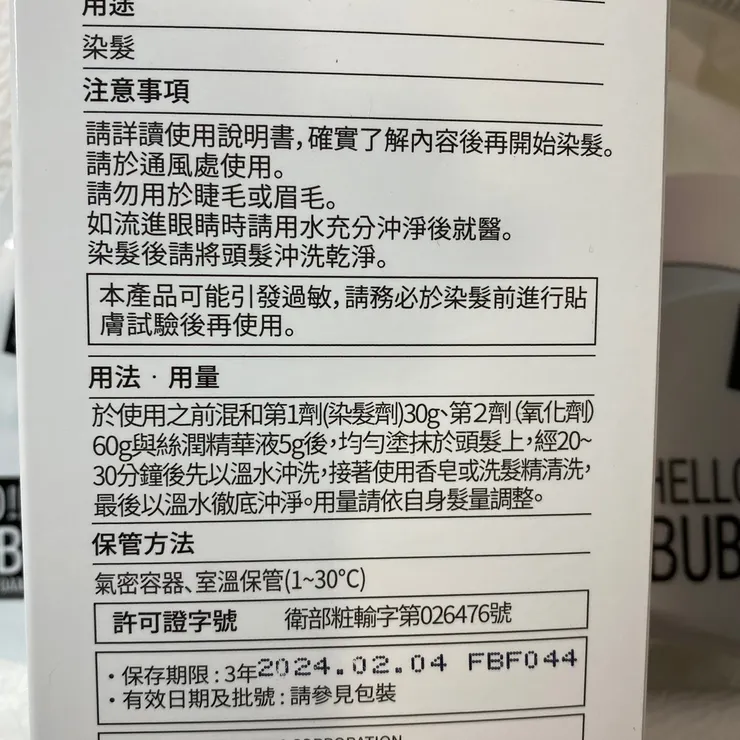 用途
染髮
注意事項
請詳讀使用說明書，確實了解內容後再開始染髮。
請於通風處使用。
請勿用於睫毛或眉毛。
如流進眼睛時請用水充分沖淨後就醫。
染髮後請將頭髮沖洗乾淨。
本產品可能引發過敏，請務必於染髮前進行貼
膚試驗後再使用。
用法．用量
於使用之前混和第1劑(染髮劑)30g、第2劑(氧化劑)
60g與絲潤精華液5g後，均勻塗抹於頭髮上，經20~
30分鐘後先以溫水沖洗，接著使用香皂或洗髮精清洗，
最後以溫水徹底沖淨。用量請依自身髮量調整。
保管方法
氣密容器、室溫保管(1~30°C)
許可證字號 衛部粧輸字第026476號
・保存期限：3年 2024.02.04 FBF044
・有效日期及批號：請參見包裝
CORPORATION
HELLO
BUB